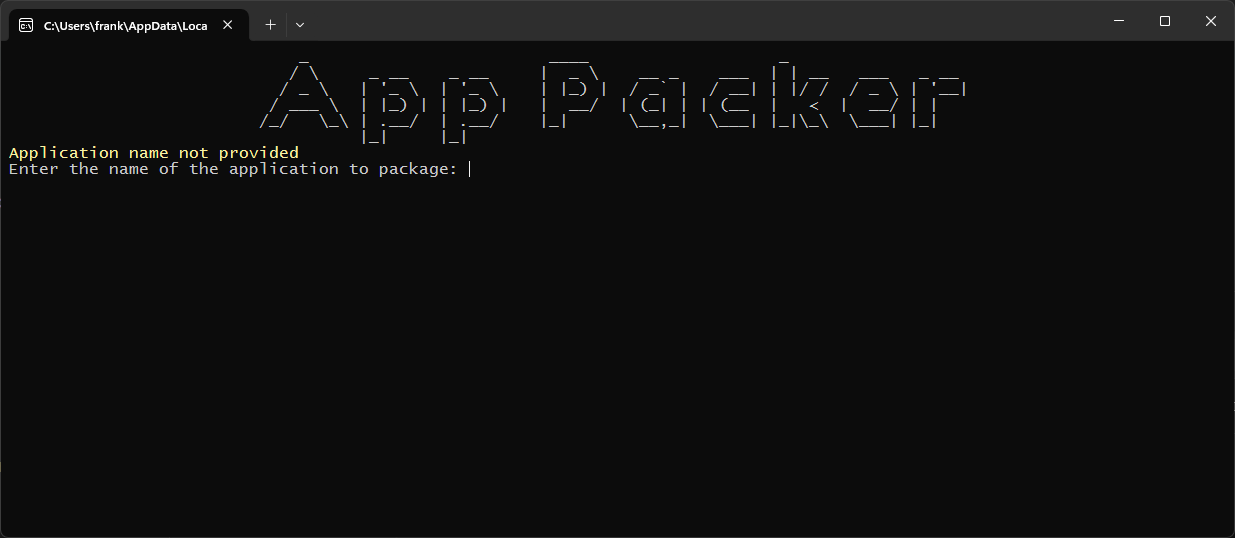 C:\Users\frank\AppData\Loca
App Packer
Application name not provided
Enter the name of the application to package: